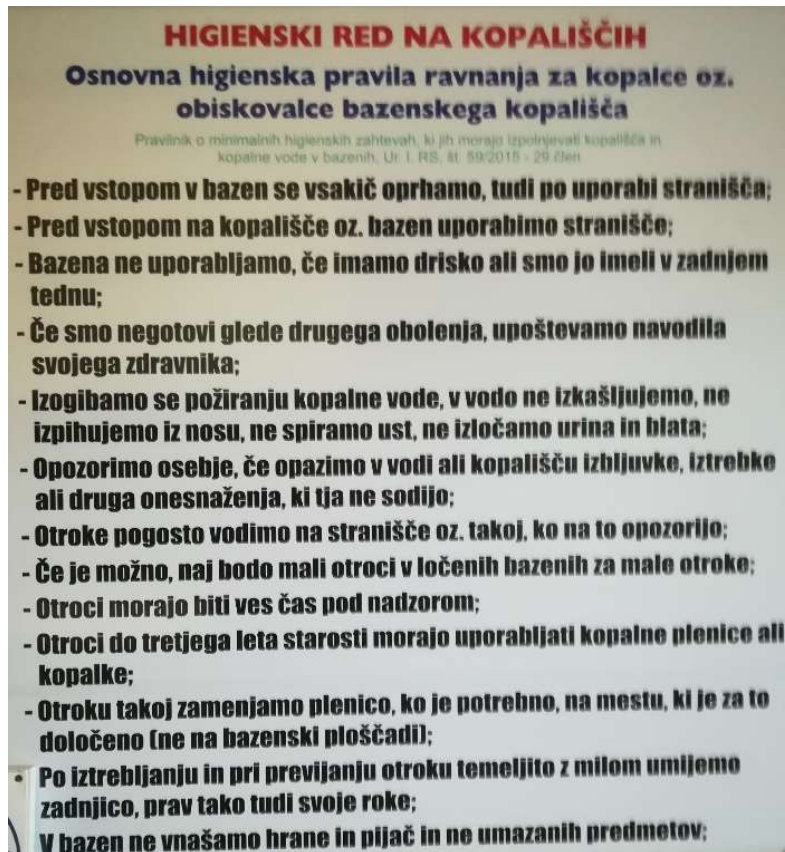 HIGIENSKI RED NA KOPALIŠČIH
Osnovna higienska pravila ravnanja za kopalce oz.
obiskovalce bazenskega kopališča
Pravilnik o minimalnih higienskih zahtevah, ki jih morajo izpolnjevati kopališča in
kopalne vode v bazenih, Ur. l. RS, št. 59/2015 - 29.člen
- Pred vstopom v bazen se vsakič oprhamo, tudi po uporabi stranišča;
- Pred vstopom na kopališče oz. bazen uporabimo stranišče;
- Bazena ne uporabljamo, če imamo drisko ali smo jo imeli v zadnjem
tednu;
- Če smo negotovi glede drugega obolenja, upoštevamo navodila
svojega zdravnika;
- Izogibamo se požiranju kopalne vode, v vodo ne izkašljujemo, ne
izpihujemo iz nosu, ne spiramo ust, ne izločamo urina in blata;
- Opozorimo osebje, če opazimo v vodi ali kopališču izbljuvke, iztrebke
ali druga onesnaženja, ki tja ne sodijo;
- Otroke pogosto vodimo na stranišče oz. takoj, ko na to opozorijo;
- Če je možno, naj bodo mali otroci v ločenih bazenih za male otroke;
- Otroci morajo biti ves čas pod nadzorom;
- Otroci do tretjega leta starosti morajo uporabljati kopalne plenice ali
kopalke;
- Otroku takoj zamenjamo plenico, ko je potrebno, na mestu, ki je za to
določeno (ne na bazenski ploščadi);
• Po iztrebljanju in pri previjanju otroku temeljito z milom umijemo
zadnjico, prav tako tudi svoje roke;
V bazen ne vnašamo hrane in pijač in ne umazanih predmetov;